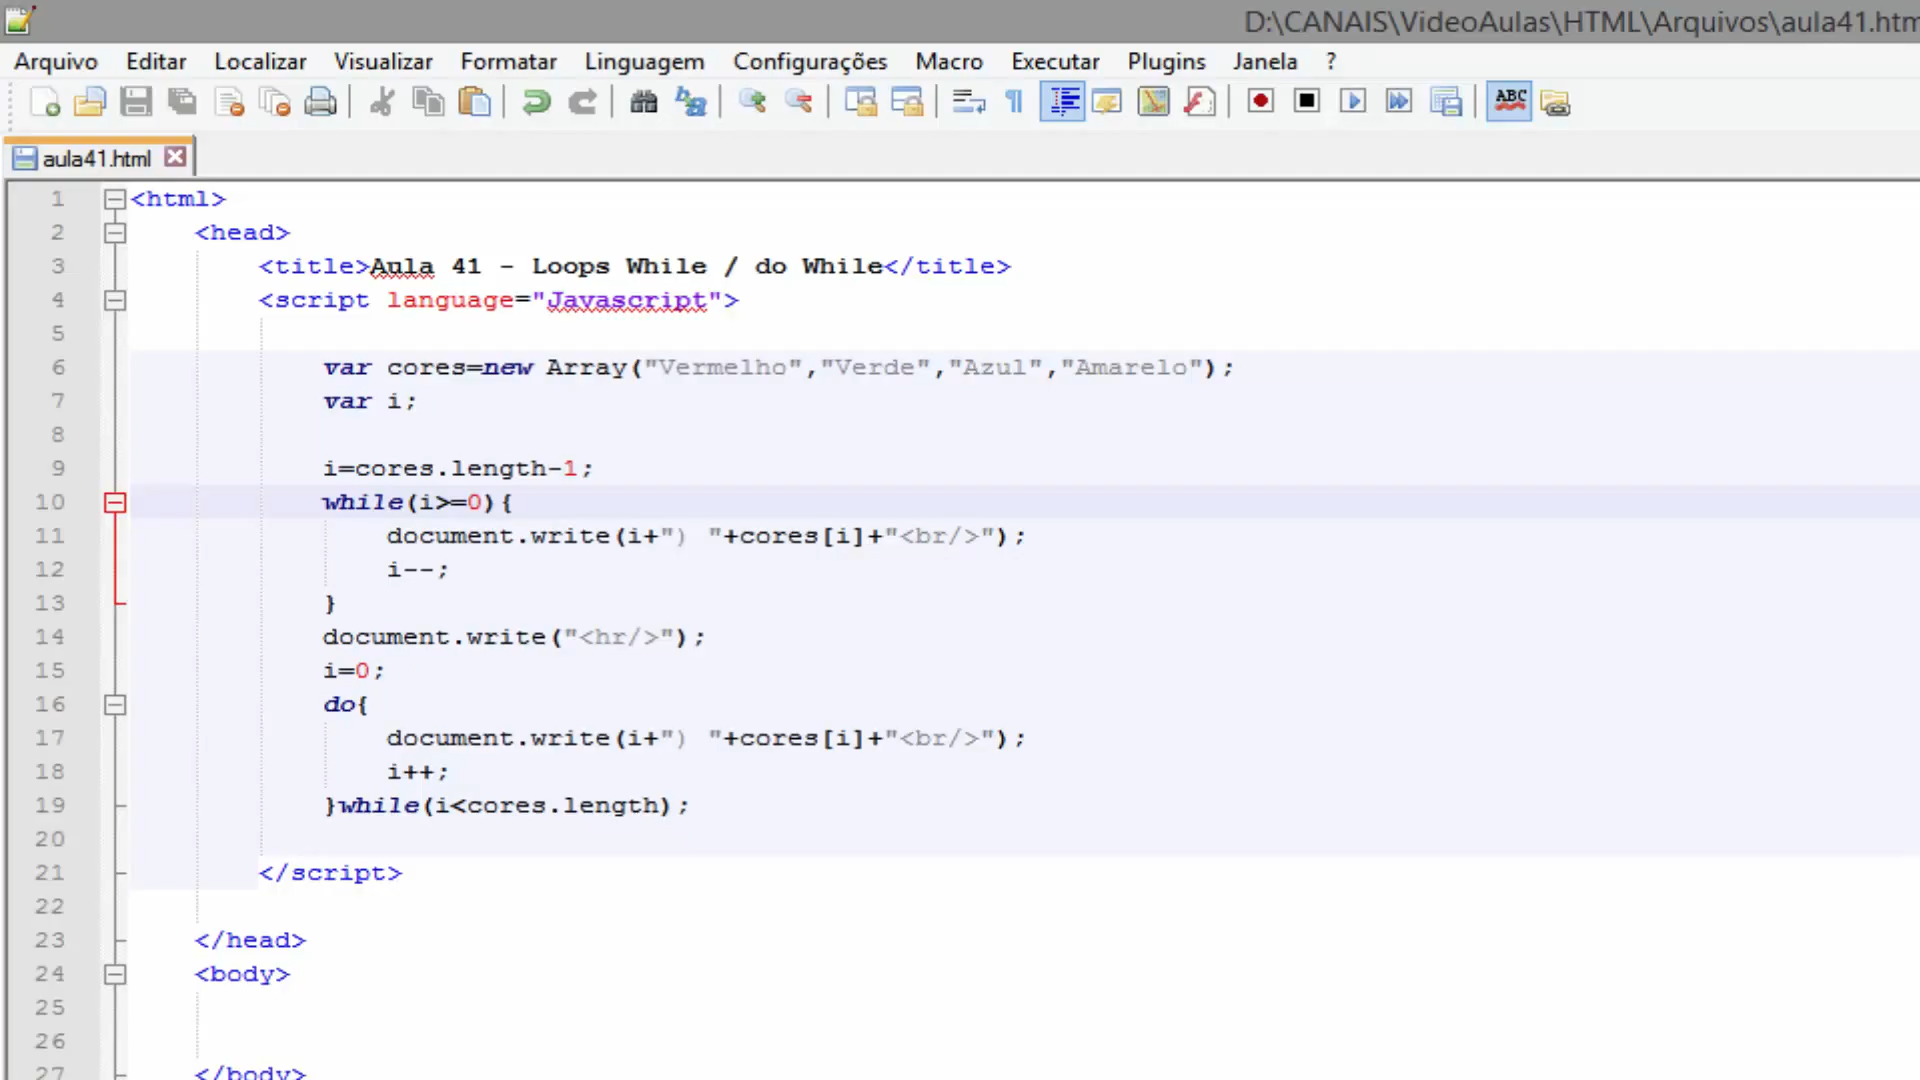 D:\CANAIS\VideoAulas\HTML\Arquivos\aula41.htm
Arquivo Editar Localizar Visualizar Formatar Linguagem Configurações Macro Executar Plugins Janela ?
ABC
aula41.html
1 <html>
2 <head>
3 <title>Aula 41 - Loops While / do While</title>
4 <script language="Javascript">
5
6 var cores=new Array("Vermelho","Verde","Azul","Amarelo");
7 var i;
8
9 i=cores.length-1;
10 while(i>=0){
11 document.write(i+") "+cores[i]+"<br/>");
12 i--;
13 }
14 document.write("<hr/>");
15 i=0;
16 do{
17 document.write(i+") "+cores[i]+"<br/>");
18 i++;
19 }while(i<cores.length);
20
21 </script>
22
23 </head>
24 <body>
25
26
27 </body>